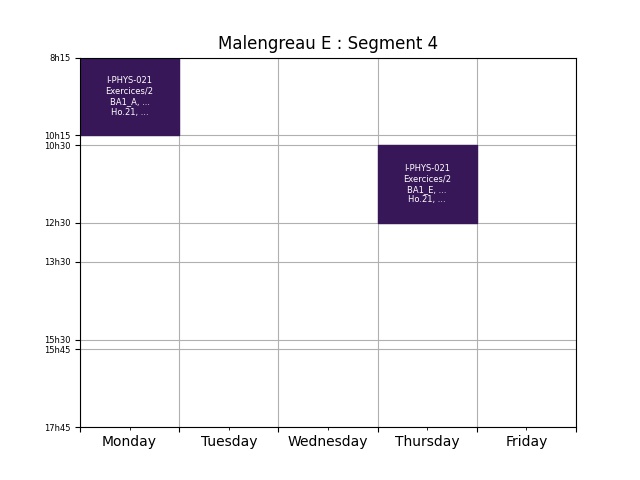 Malengreau E : Segment 4
8h15
I-PHYS-021
Exercices/2
BA1_A, ...
Ho.21, ...
10h15
10h30
I-PHYS-021
Exercices/2
BA1_E, ...
Ho.21, ...
12h30
13h30
15h30
15h45
17h45
Monday Tuesday Wednesday Thursday Friday